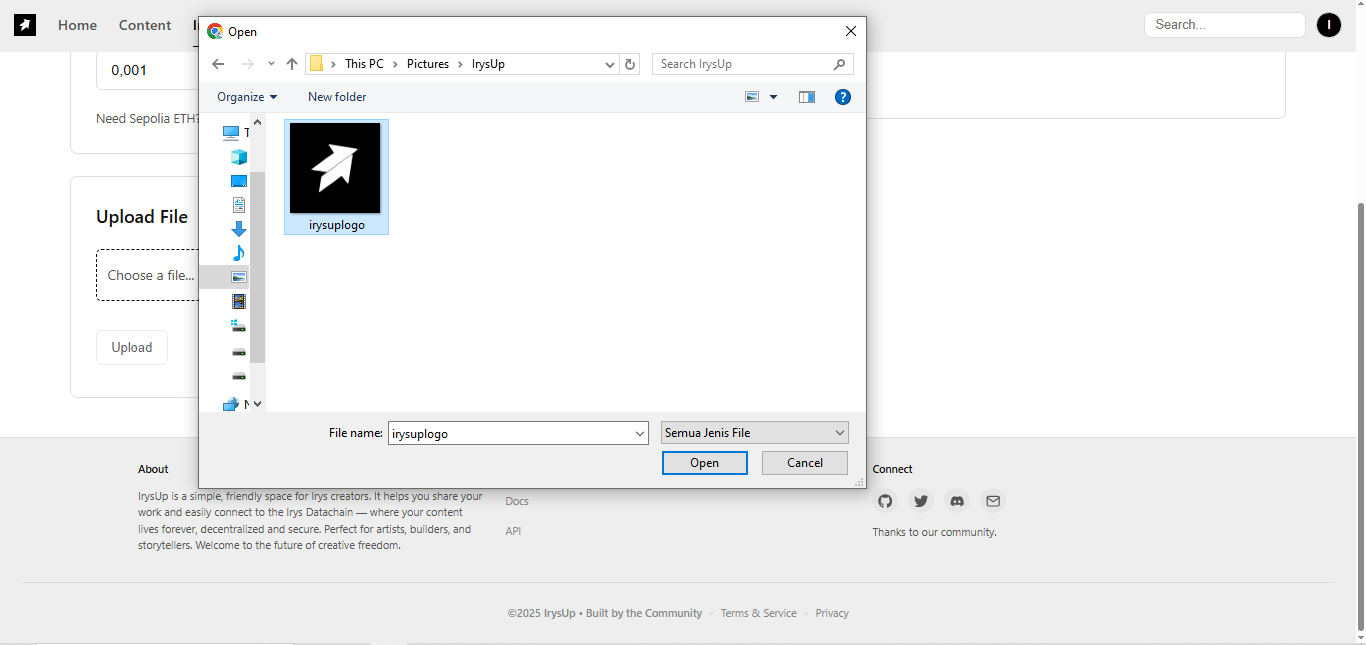 Home Content
Search...
I
0,001
Need Sepolia ETH?
Upload File
Choose a file...
Upload
Open
This PC > Pictures > IrysUp
Search IrysUp
Organize New folder
?
irysuplogo
File name: irysuplogo
Semua Jenis File
Open Cancel
About
IrysUp is a simple, friendly space for Irys creators. It helps you share your
work and easily connect to the Irys Datachain — where your content
lives forever, decentralized and secure. Perfect for artists, builders, and
storytellers. Welcome to the future of creative freedom.
Docs
API
Connect
Thanks to our community.
©2025 IrysUp • Built by the Community · Terms & Service · Privacy